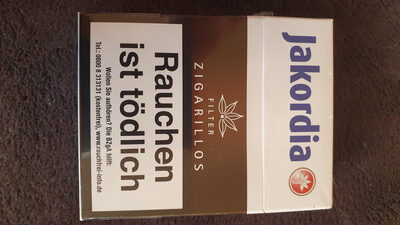 Jakordia
FILTER
ZIGARILLOS
Rauchen
ist tödlich
Wollen Sie aufhören? Die BZgA hilft:
Tel.: 0800 8 313131 (kostenfrei), www.rauchfrei-info.de